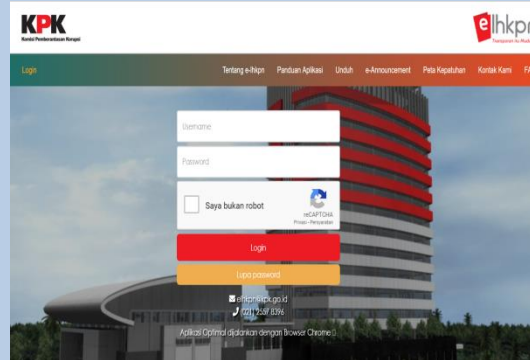 KPK
Komisi Pemberantasan Korupsi
elhkpn
Login
Tentang e-lhkpn
Panduan Aplikasi
Unduh
e-Announcement
Peta Kepatuhan
Kontak Kami
FA
Username
Password
Saya bukan robot
reCAPTCHA
Privasi - Persyaratan
Login
Lupa password
elhkpn@kpk.go.id
(021) 2557 8396
Aplikasi Optimal dijalankan dengan Browser Chrome